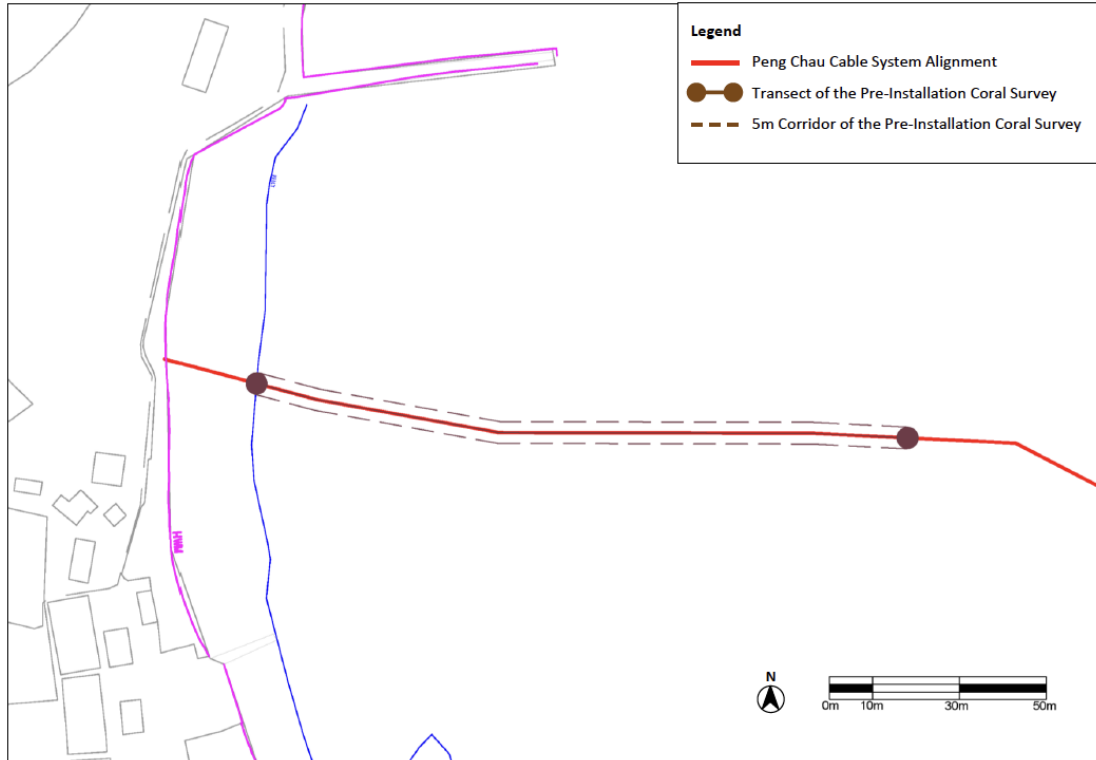 Legend
Peng Chau Cable System Alignment
Transect of the Pre-Installation Coral Survey
5m Corridor of the Pre-Installation Coral Survey
HWM
N
0m 10m 30m 50m